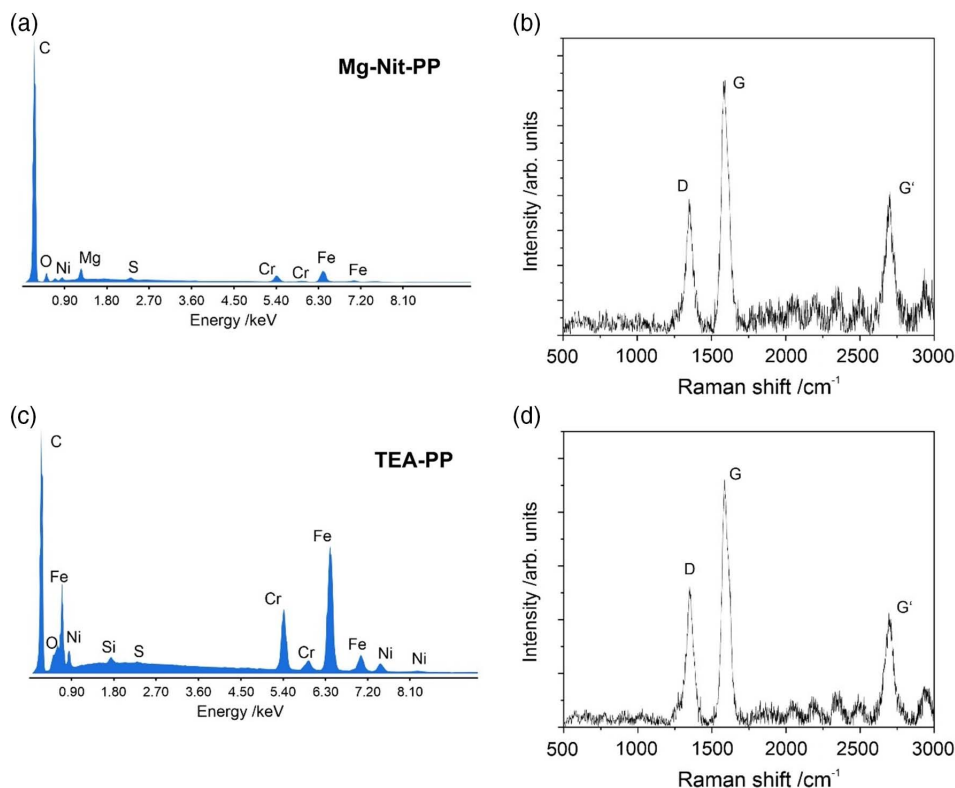 (a)
C
Mg-Nit-PP
O
Ni
Mg
S
Cr
Cr
Fe
Fe
0.90 1.80 2.70 3.60 4.50 5.40 6.30 7.20 8.10
Energy /keV
(b)
Intensity /arb. units
D
G
G‘
500 1000 1500 2000 2500 3000
Raman shift /cm⁻¹
(c)
C
TEA-PP
Fe
O
Ni
Si
S
Cr
Cr
Fe
Fe
Ni
Ni
0.90 1.80 2.70 3.60 4.50 5.40 6.30 7.20 8.10
Energy /keV
(d)
Intensity /arb. units
D
G
G‘
500 1000 1500 2000 2500 3000
Raman shift /cm⁻¹